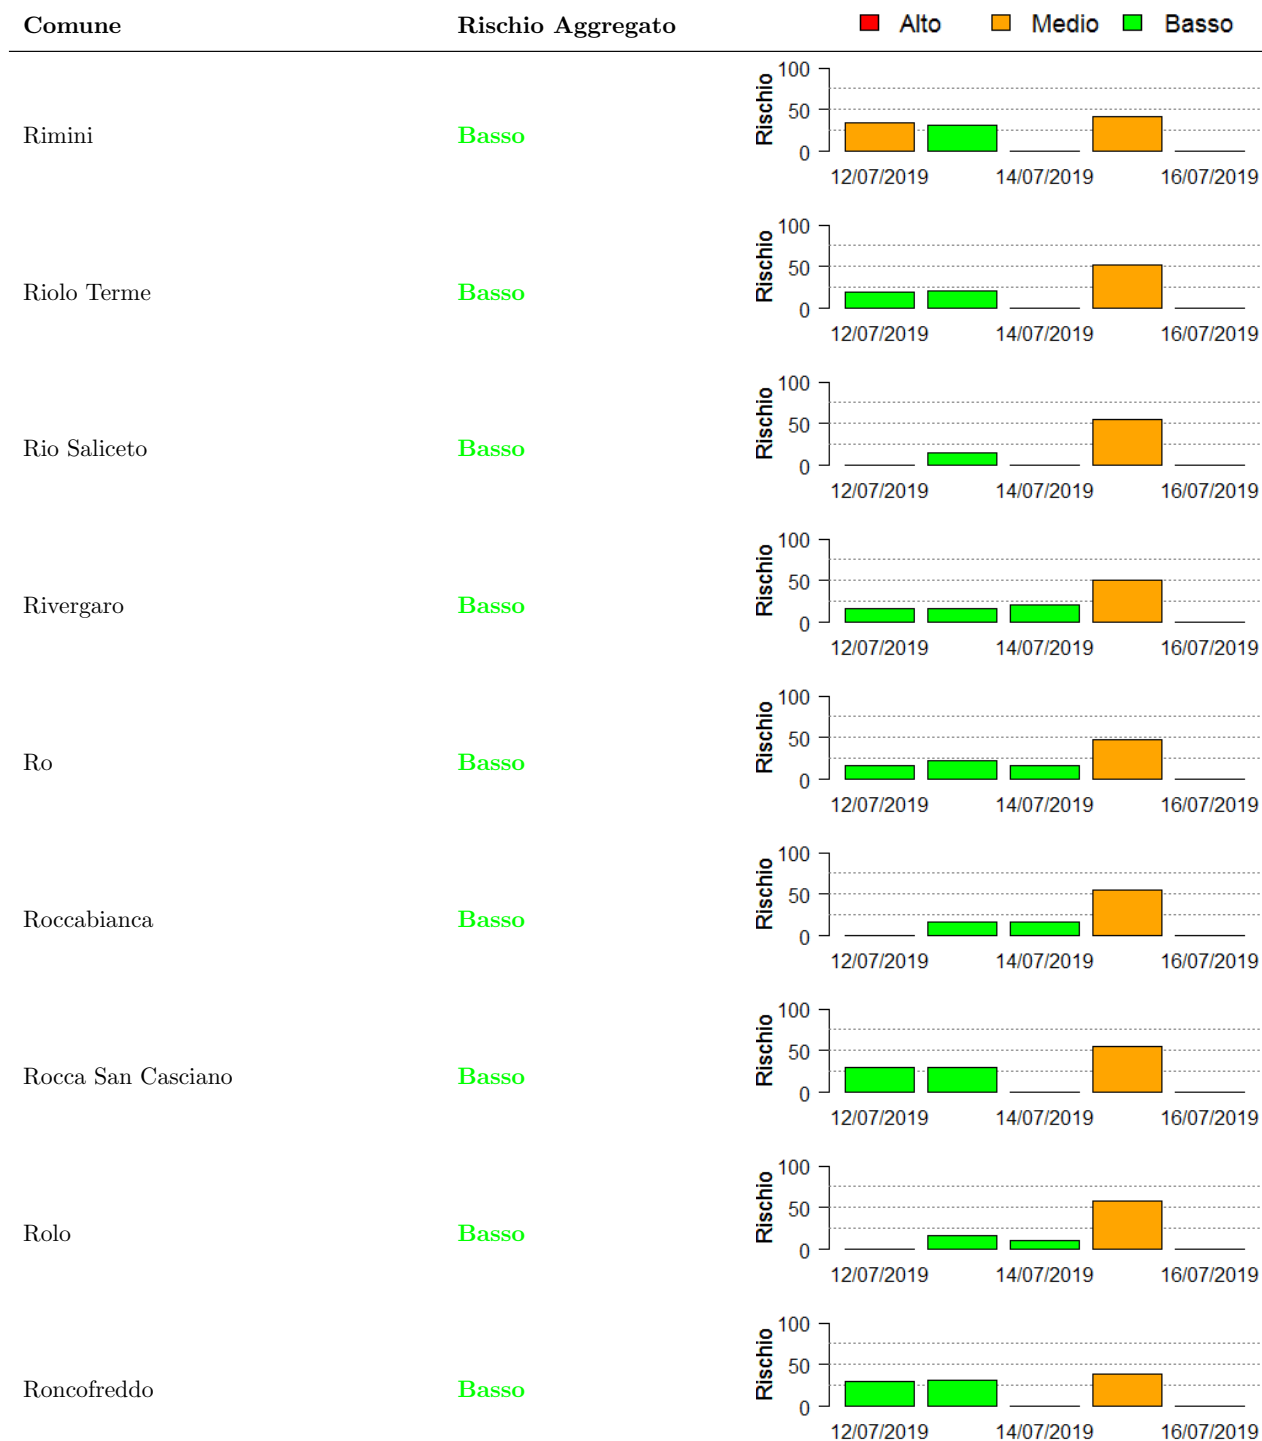 Comune Rischio Aggregato Alto Medio Basso
Rimini Basso
Rischio
100
50
0
12/07/2019 14/07/2019 16/07/2019
Riolo Terme Basso
Rischio
100
50
0
12/07/2019 14/07/2019 16/07/2019
Rio Saliceto Basso
Rischio
100
50
0
12/07/2019 14/07/2019 16/07/2019
Rivergaro Basso
Rischio
100
50
0
12/07/2019 14/07/2019 16/07/2019
Ro Basso
Rischio
100
50
0
12/07/2019 14/07/2019 16/07/2019
Roccabianca Basso
Rischio
100
50
0
12/07/2019 14/07/2019 16/07/2019
Rocca San Casciano Basso
Rischio
100
50
0
12/07/2019 14/07/2019 16/07/2019
Rolo Basso
Rischio
100
50
0
12/07/2019 14/07/2019 16/07/2019
Roncofreddo Basso
Rischio
100
50
0
12/07/2019 14/07/2019 16/07/2019